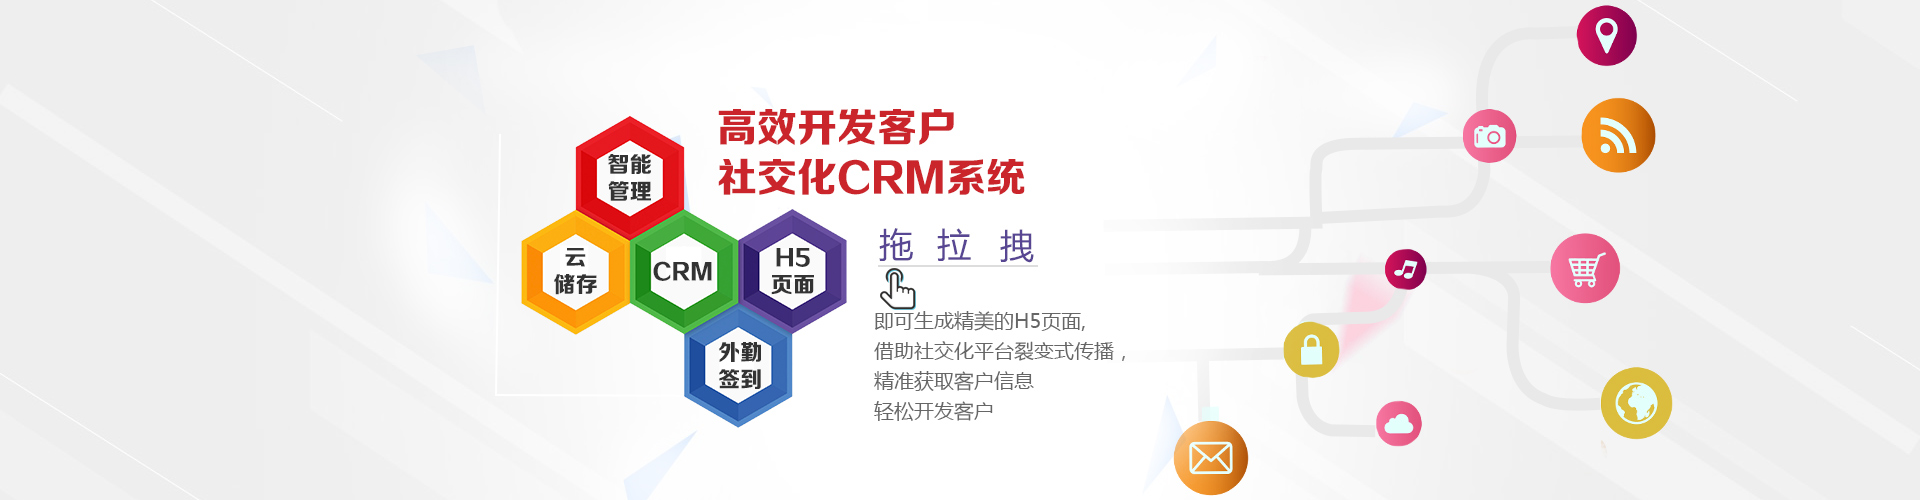 高效开发客户
社交化CRM系统
智能
管理
云
储存
CRM
H5
页面
外勤
签到
拖 拉 拽
即可生成精美的H5页面,
借助社交化平台裂变式传播，
精准获取客户信息
轻松开发客户